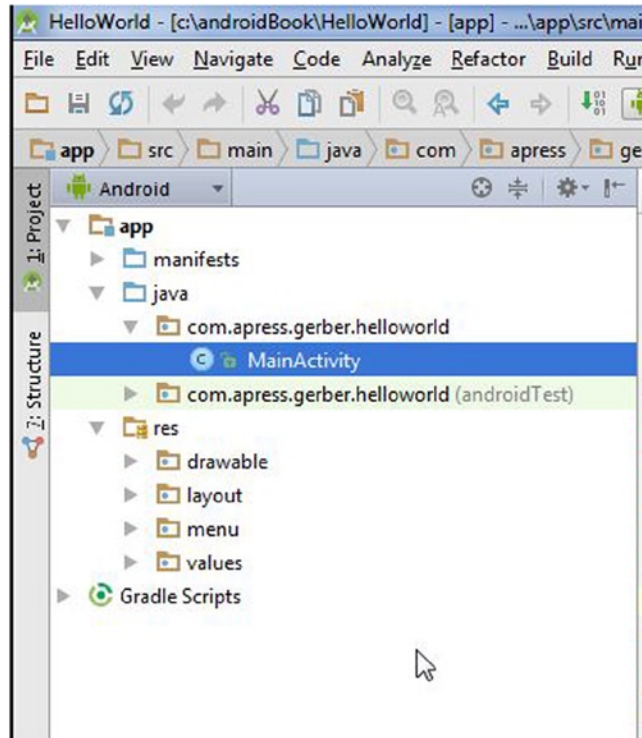 HelloWorld - [c:\androidBook\HelloWorld] - [app] - ...\app\src\mai
File Edit View Navigate Code Analyze Refactor Build Run
app src main java com apress ge
Android
1: Project
7: Structure
app
manifests
java
com.apress.gerber.helloworld
C MainActivity
com.apress.gerber.helloworld (androidTest)
res
drawable
layout
menu
values
Gradle Scripts